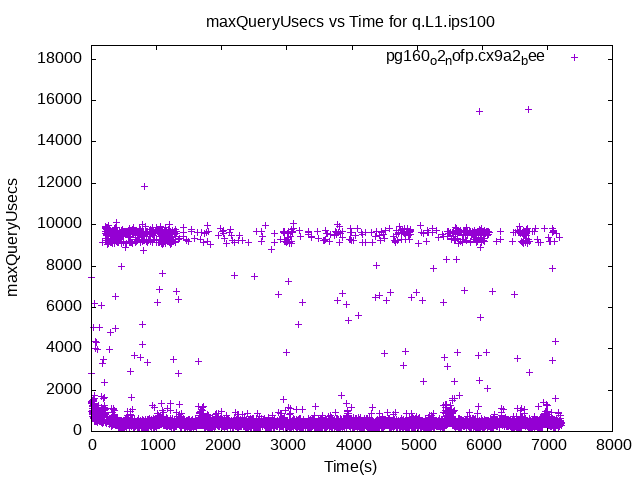 maxQueryUsecs vs Time for q.L1.ips100
pg160o2nofp.cx9a2bee
18000
16000
14000
12000
10000
8000
6000
4000
2000
0
maxQueryUsecs
0 1000 2000 3000 4000 5000 6000 7000 8000
Time(s)